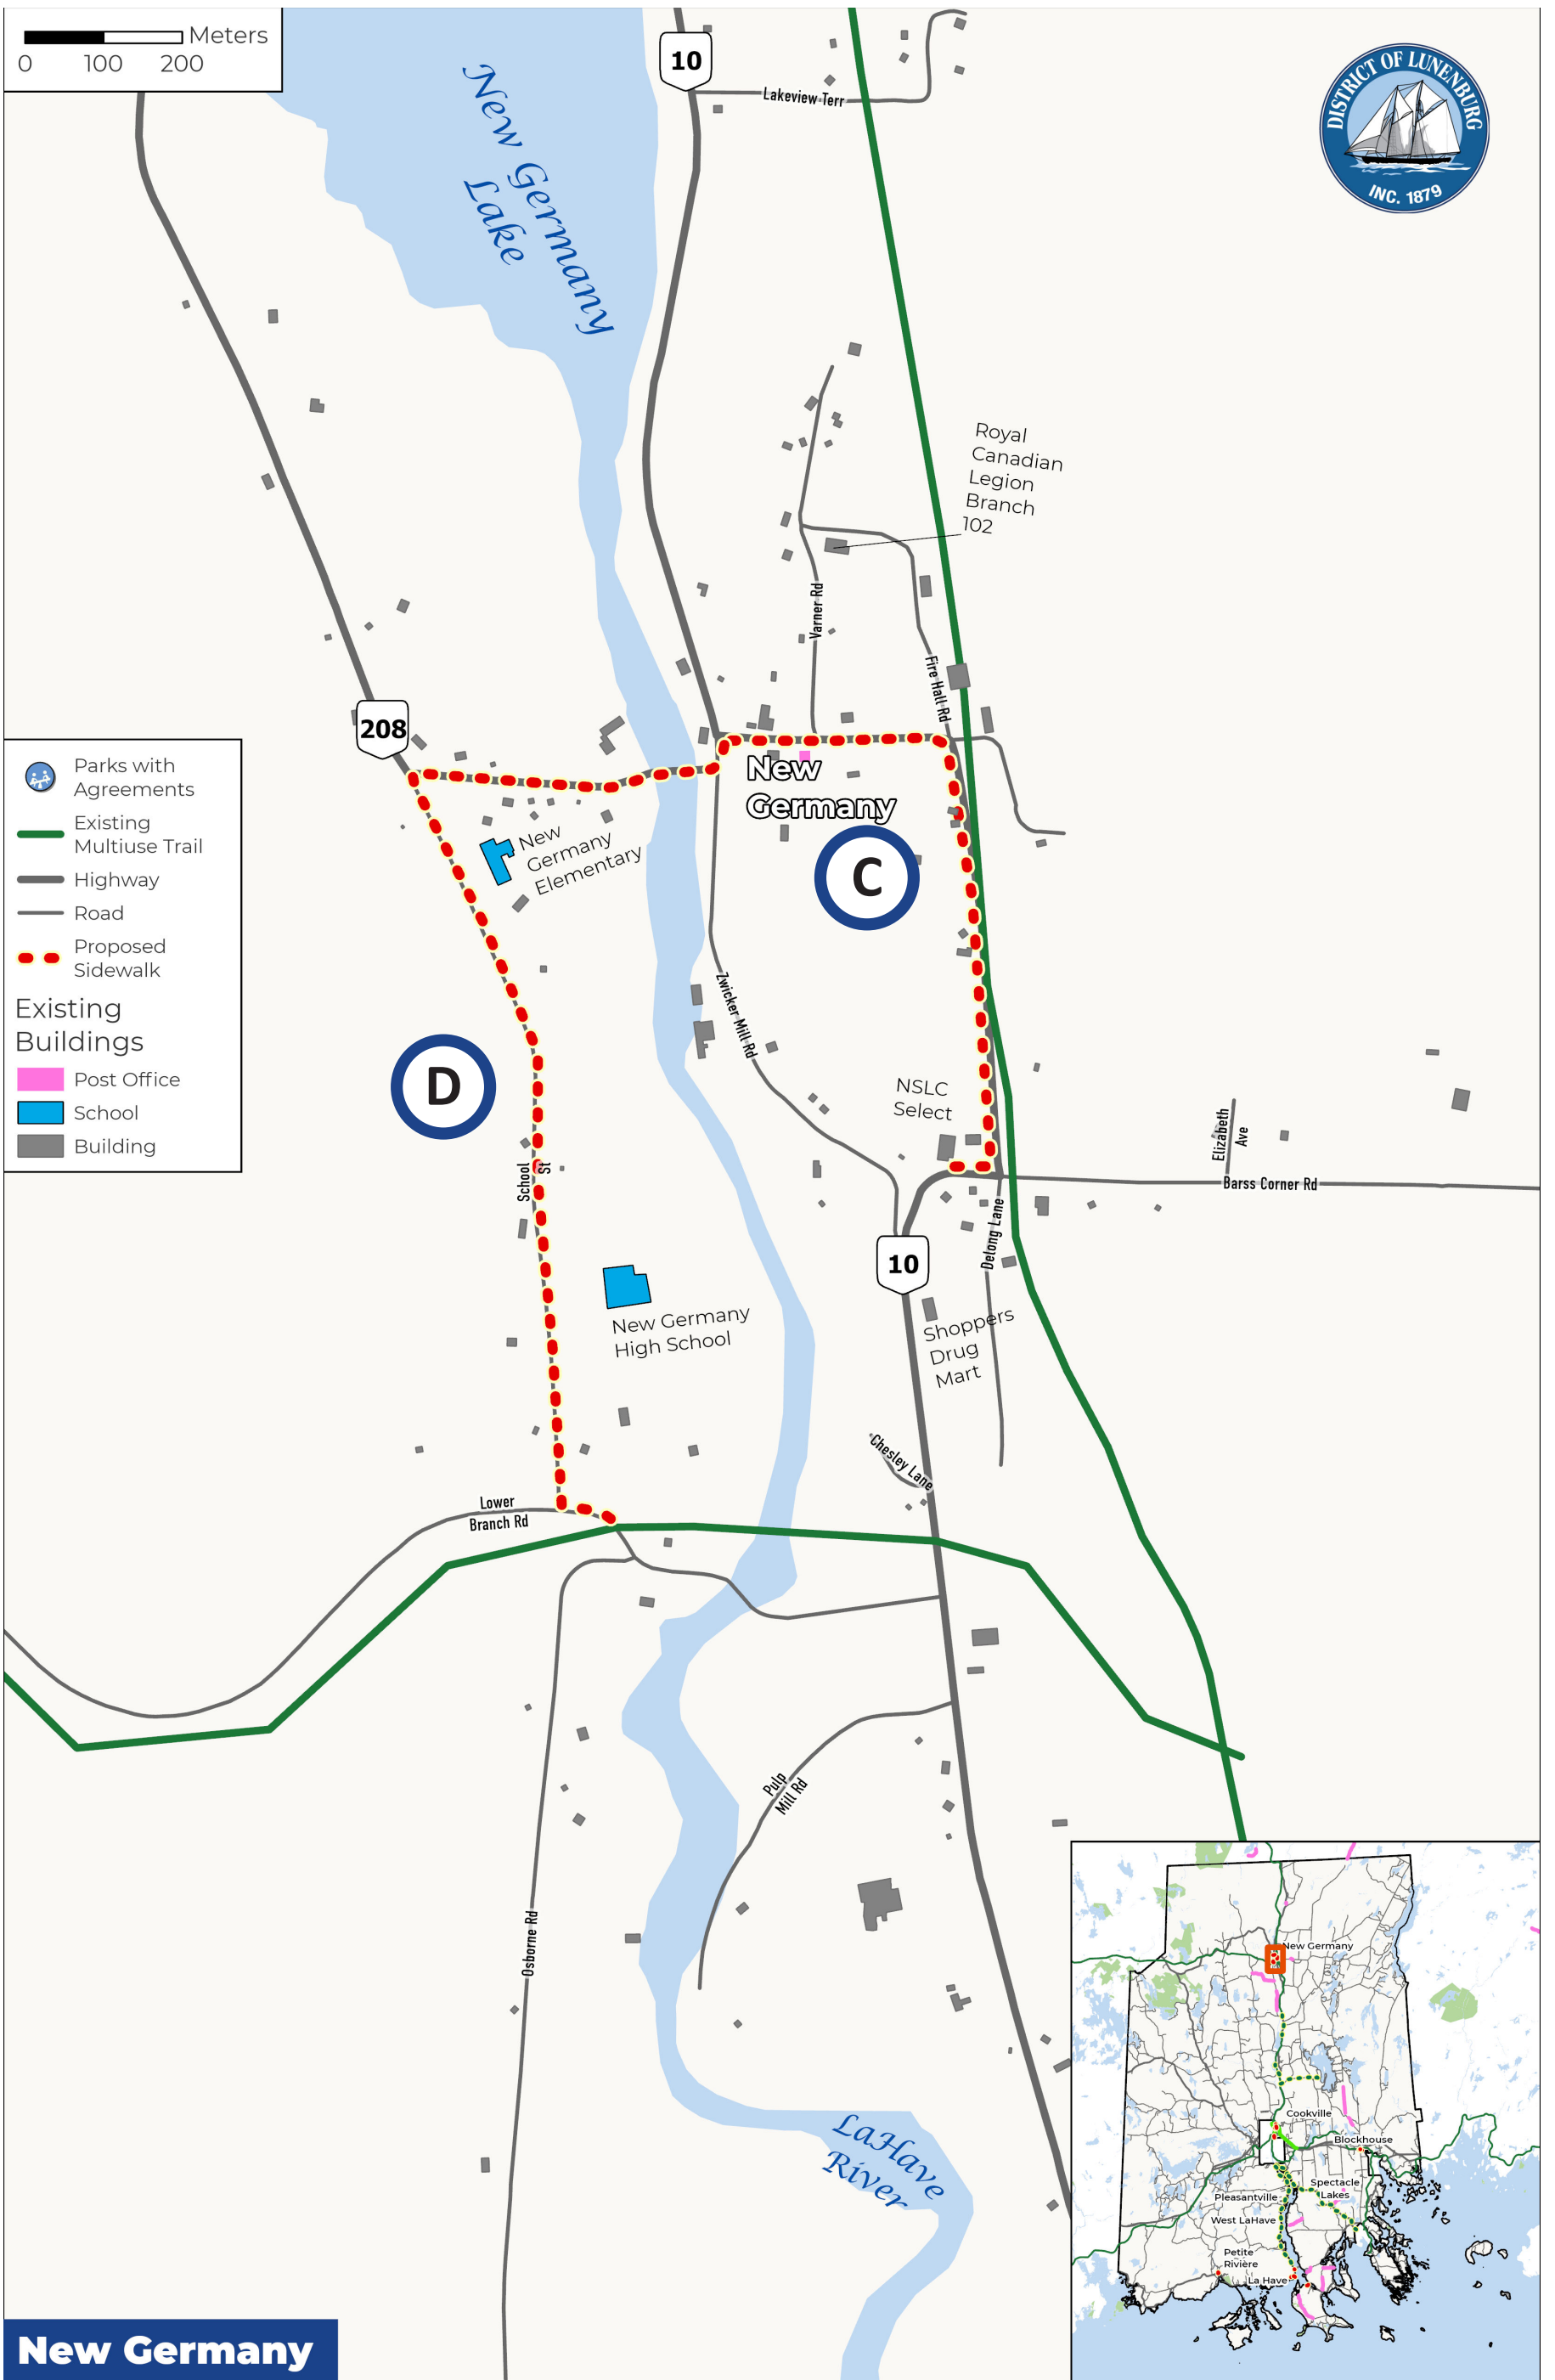 Meters
0 100 200
10
Lakeview Terr
DISTRICT OF LUNENBURG
INC. 1879
New Germany
Lake
Royal
Canadian
Legion
Branch
102
Varner Rd
Fire Hall Rd
208
New
Germany
C
New
Germany
Elementary
Parks with
Agreements
Existing
Multiuse Trail
Highway
Road
Proposed
Sidewalk
Existing
Buildings
Post Office
School
Building
Zwicker Mill Rd
D
NSLC
Select
School
St
Elizabeth
Ave
Barss Corner Rd
Delong Lane
10
New Germany
High School
Shoppers
Drug
Mart
Chesley Lane
Lower
Branch Rd
Pulp
Mill Rd
Osborne Rd
LaHave
River
New Germany
Cookville
Blockhouse
Spectacle
Lakes
Pleasantville
West LaHave
Petite
Rivière
La Have
New Germany